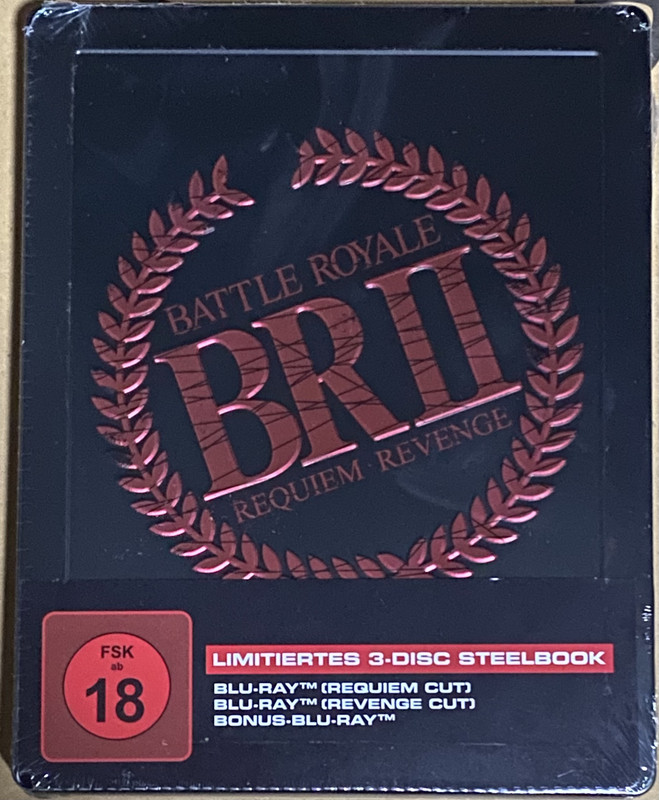 BATTLE ROYALE
BRII
REQUIEM · REVENGE
FSK
ab
18
LIMITIERTES 3-DISC STEELBOOK
BLU-RAY™ (REQUIEM CUT)
BLU-RAY™ (REVENGE CUT)
BONUS-BLU-RAY™